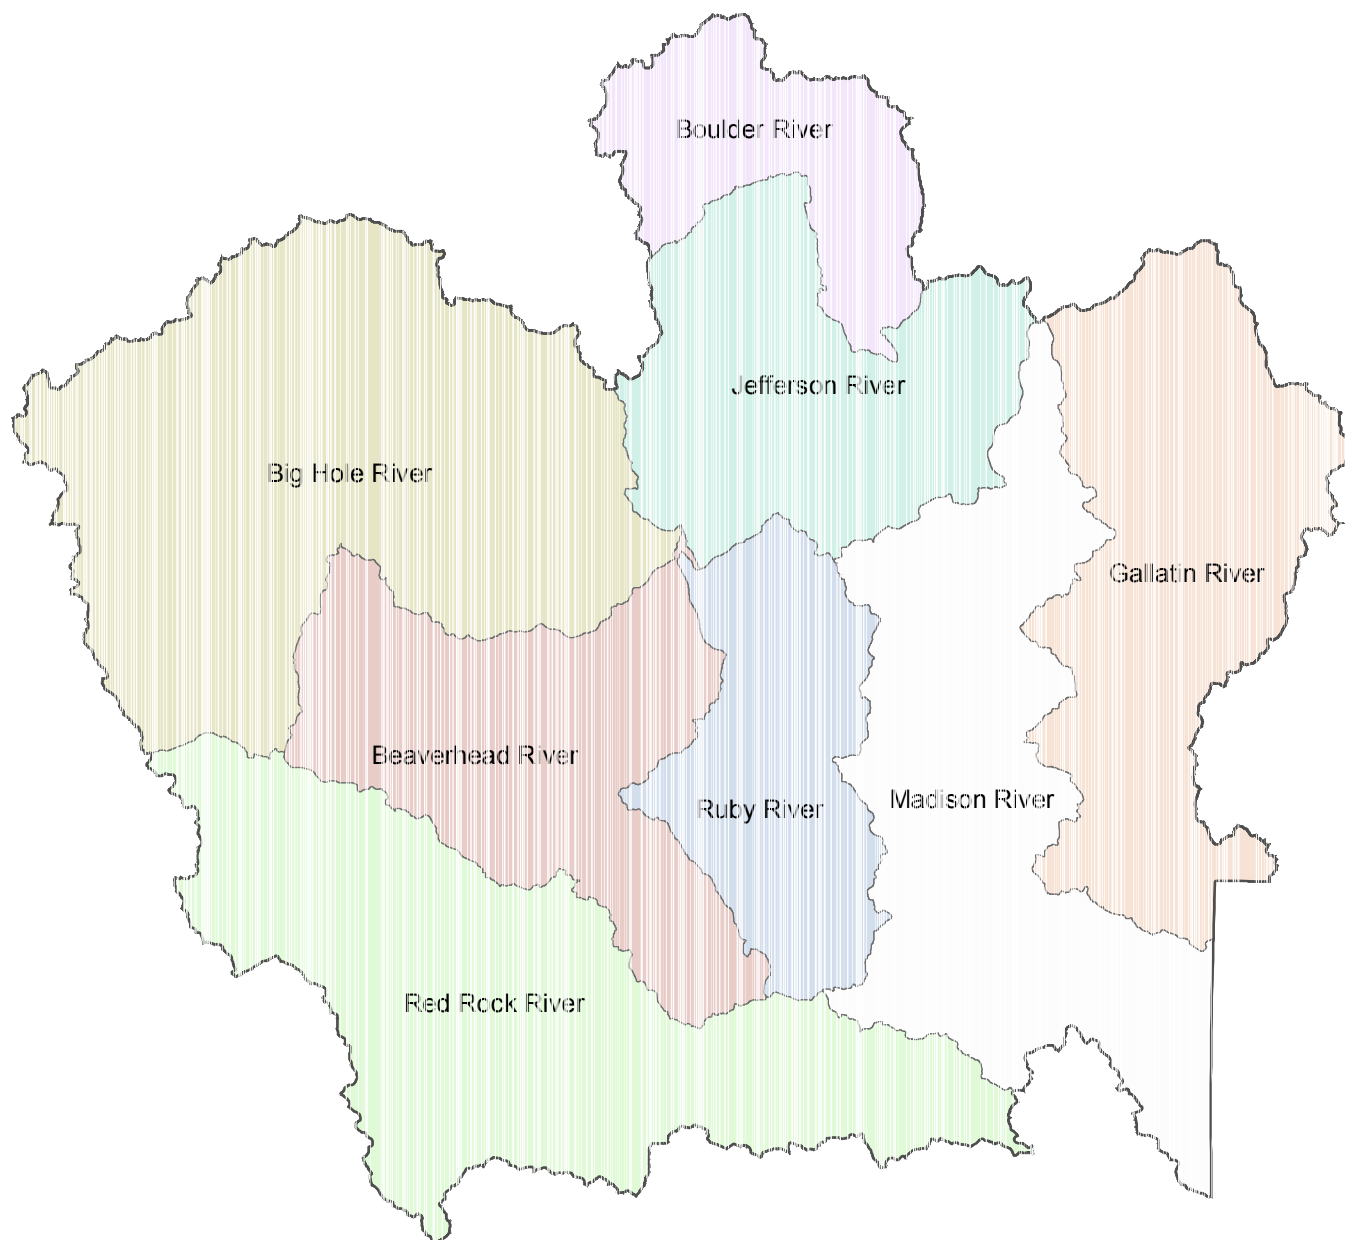 Boulder River
Jefferson River
Big Hole River
Gallatin River
Beaverhead River
Madison River
Ruby River
Red Rock River